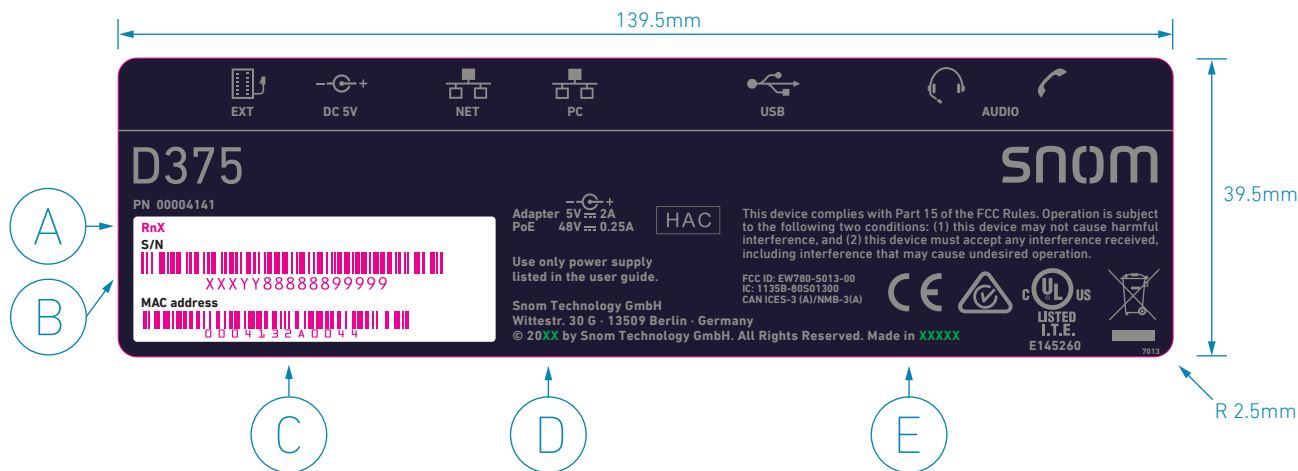 139.5mm
EXT DC 5V NET PC USB AUDIO
D375
snom
39.5mm
PN 00004141
A
RnX
S/N
XXXYY88888899999
B
MAC address
0004132A0044
Adapter 5V 2A
PoE 48V 0.25A
HAC
Use only power supply
listed in the user guide.
Snom Technology GmbH
Wittestr. 30 G · 13509 Berlin · Germany
© 20XX by Snom Technology GmbH. All Rights Reserved. Made in XXXXX
This device complies with Part 15 of the FCC Rules. Operation is subject
to the following two conditions: (1) this device may not cause harmful
interference, and (2) this device must accept any interference received,
including interference that may cause undesired operation.
FCC ID: EW780-S013-00
IC: 1135B-80S01300
CAN ICES-3 (A)/NMB-3(A)
CE
C UL US
LISTED
I.T.E.
E145260
7013
R 2.5mm
C
D
E